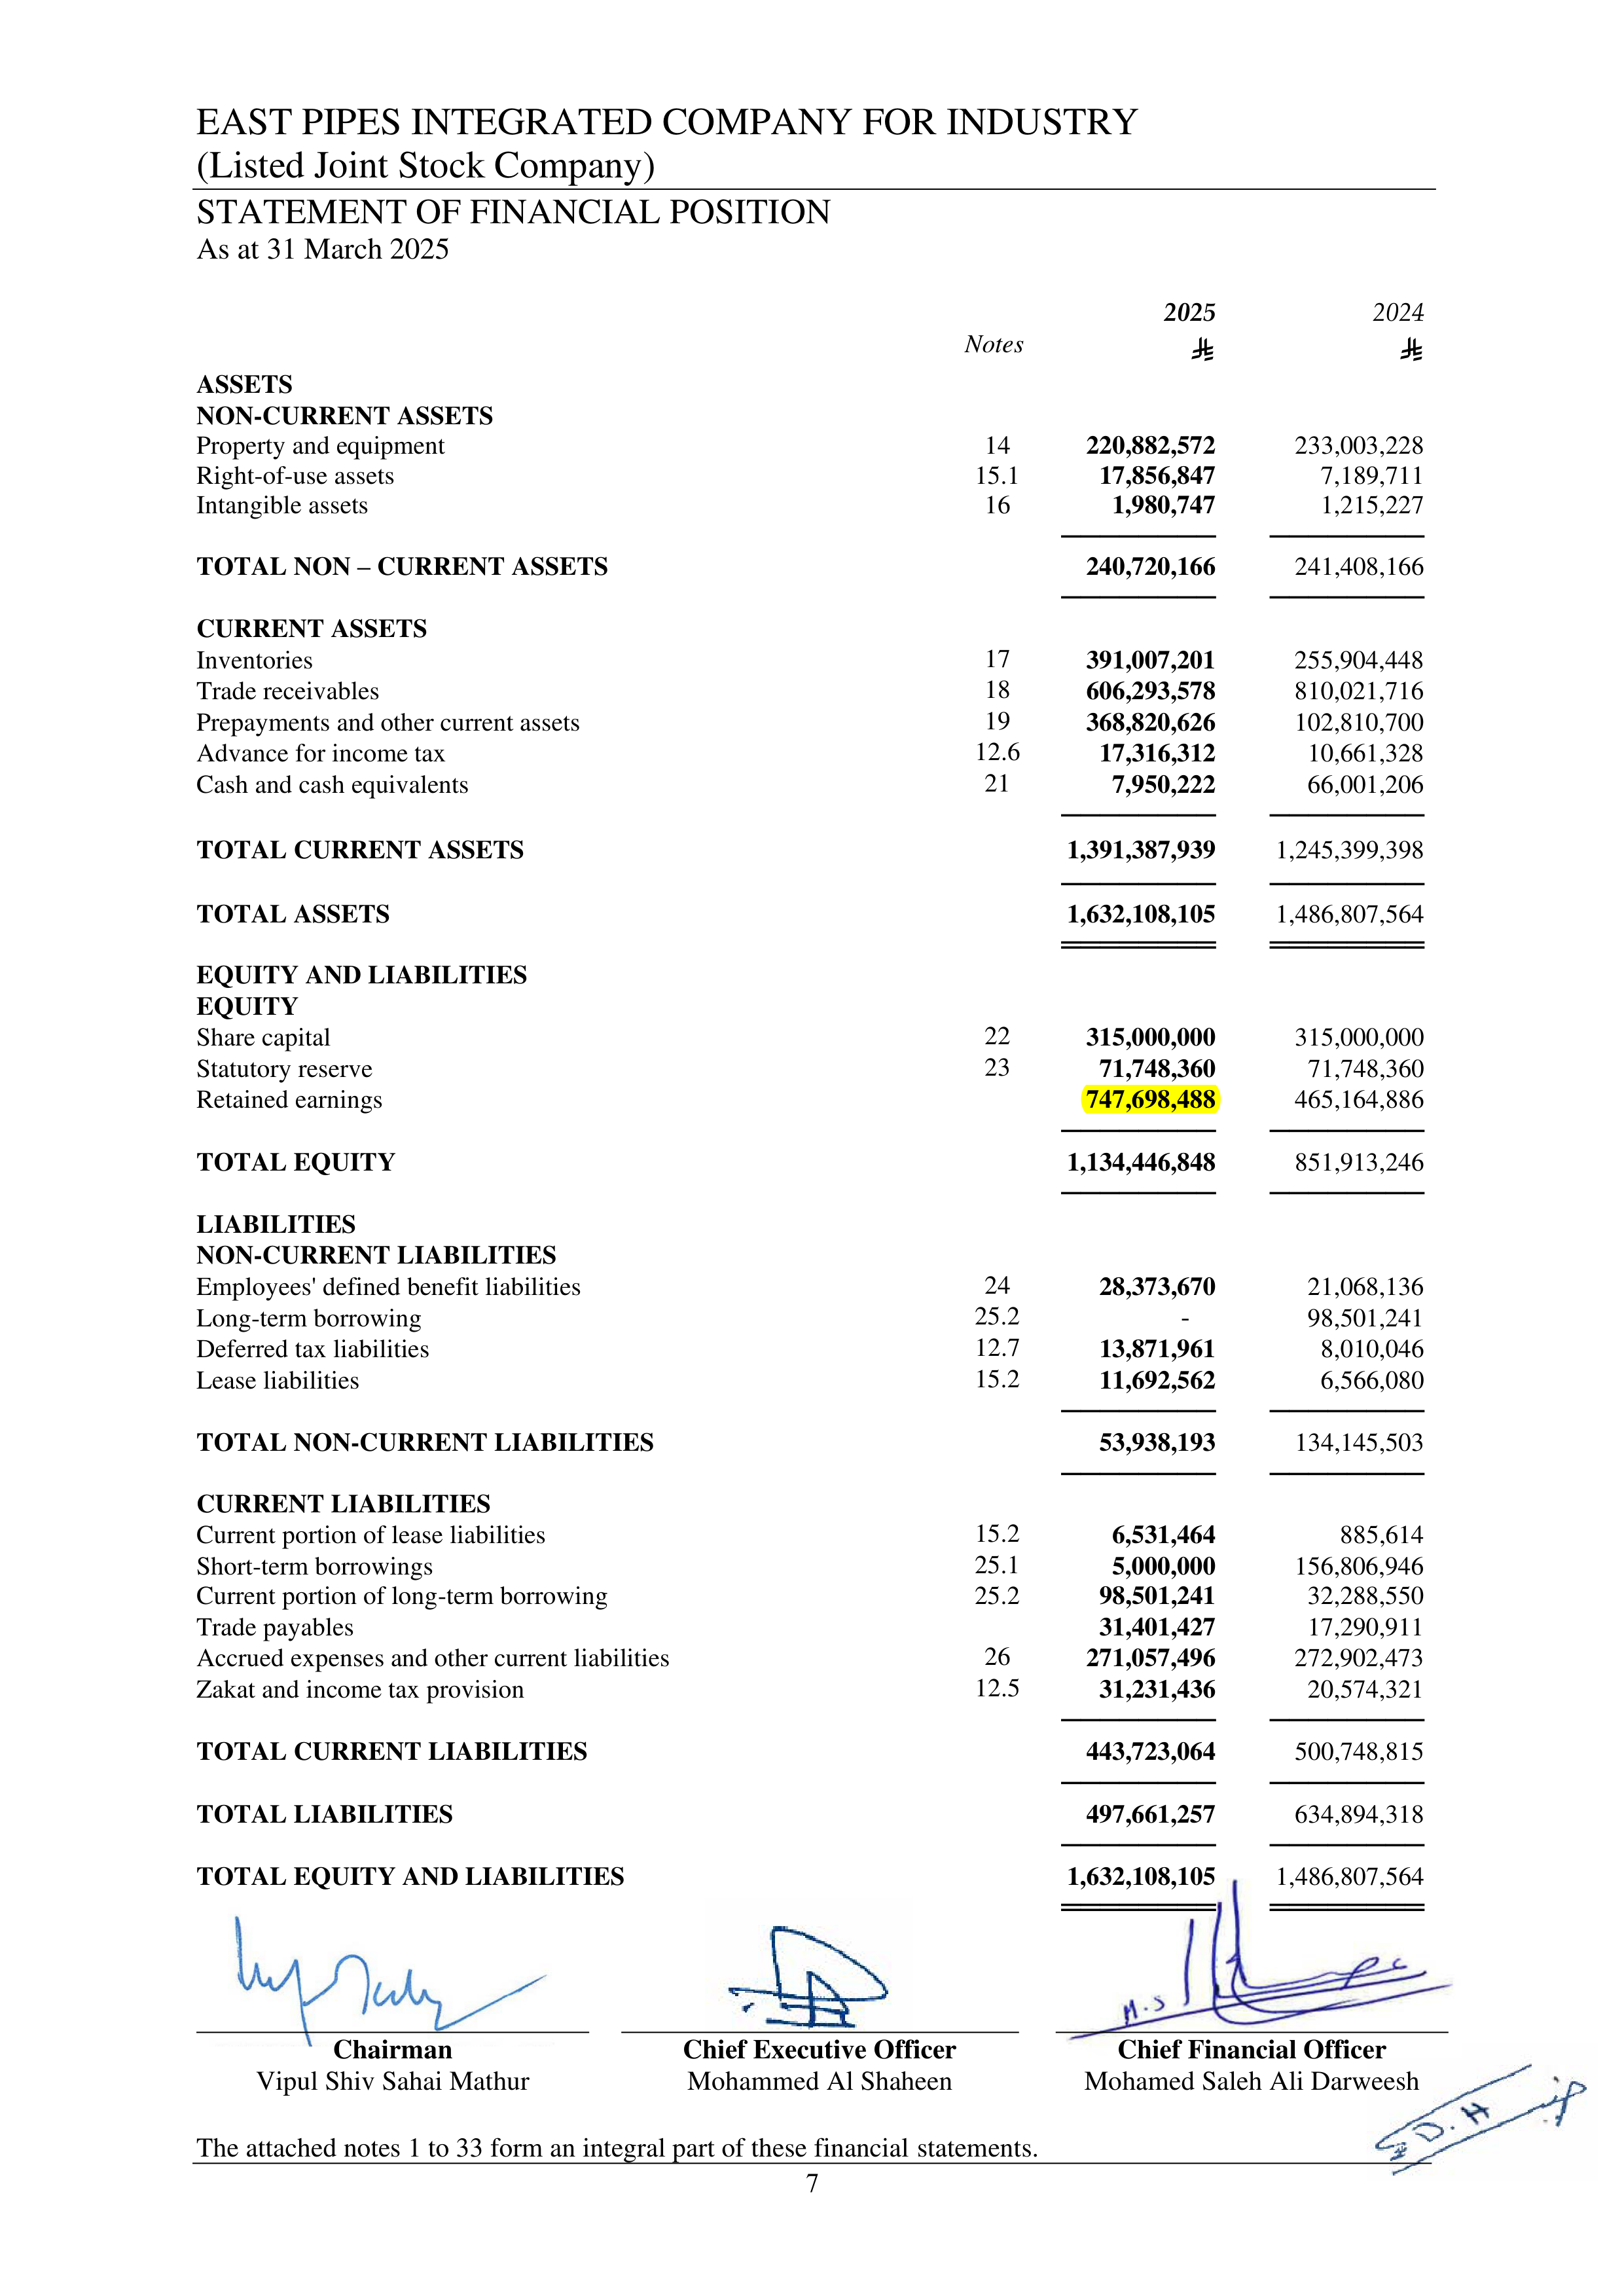 EAST PIPES INTEGRATED COMPANY FOR INDUSTRY
(Listed Joint Stock Company)
STATEMENT OF FINANCIAL POSITION
As at 31 March 2025
2025 2024
Notes
ASSETS
NON-CURRENT ASSETS
Property and equipment 14 220,882,572 233,003,228
Right-of-use assets 15.1 17,856,847 7,189,711
Intangible assets 16 1,980,747 1,215,227
TOTAL NON – CURRENT ASSETS 240,720,166 241,408,166
CURRENT ASSETS
Inventories 17 391,007,201 255,904,448
Trade receivables 18 606,293,578 810,021,716
Prepayments and other current assets 19 368,820,626 102,810,700
Advance for income tax 12.6 17,316,312 10,661,328
Cash and cash equivalents 21 7,950,222 66,001,206
TOTAL CURRENT ASSETS 1,391,387,939 1,245,399,398
TOTAL ASSETS 1,632,108,105 1,486,807,564
EQUITY AND LIABILITIES
EQUITY
Share capital 22 315,000,000 315,000,000
Statutory reserve 23 71,748,360 71,748,360
Retained earnings 747,698,488 465,164,886
TOTAL EQUITY 1,134,446,848 851,913,246
LIABILITIES
NON-CURRENT LIABILITIES
Employees' defined benefit liabilities 24 28,373,670 21,068,136
Long-term borrowing 25.2 - 98,501,241
Deferred tax liabilities 12.7 13,871,961 8,010,046
Lease liabilities 15.2 11,692,562 6,566,080
TOTAL NON-CURRENT LIABILITIES 53,938,193 134,145,503
CURRENT LIABILITIES
Current portion of lease liabilities 15.2 6,531,464 885,614
Short-term borrowings 25.1 5,000,000 156,806,946
Current portion of long-term borrowing 25.2 98,501,241 32,288,550
Trade payables 31,401,427 17,290,911
Accrued expenses and other current liabilities 26 271,057,496 272,902,473
Zakat and income tax provision 12.5 31,231,436 20,574,321
TOTAL CURRENT LIABILITIES 443,723,064 500,748,815
TOTAL LIABILITIES 497,661,257 634,894,318
TOTAL EQUITY AND LIABILITIES 1,632,108,105 1,486,807,564
M.S
Chairman Chief Executive Officer Chief Financial Officer
Vipul Shiv Sahai Mathur Mohammed Al Shaheen Mohamed Saleh Ali Darweesh
D.H
The attached notes 1 to 33 form an integral part of these financial statements.
7